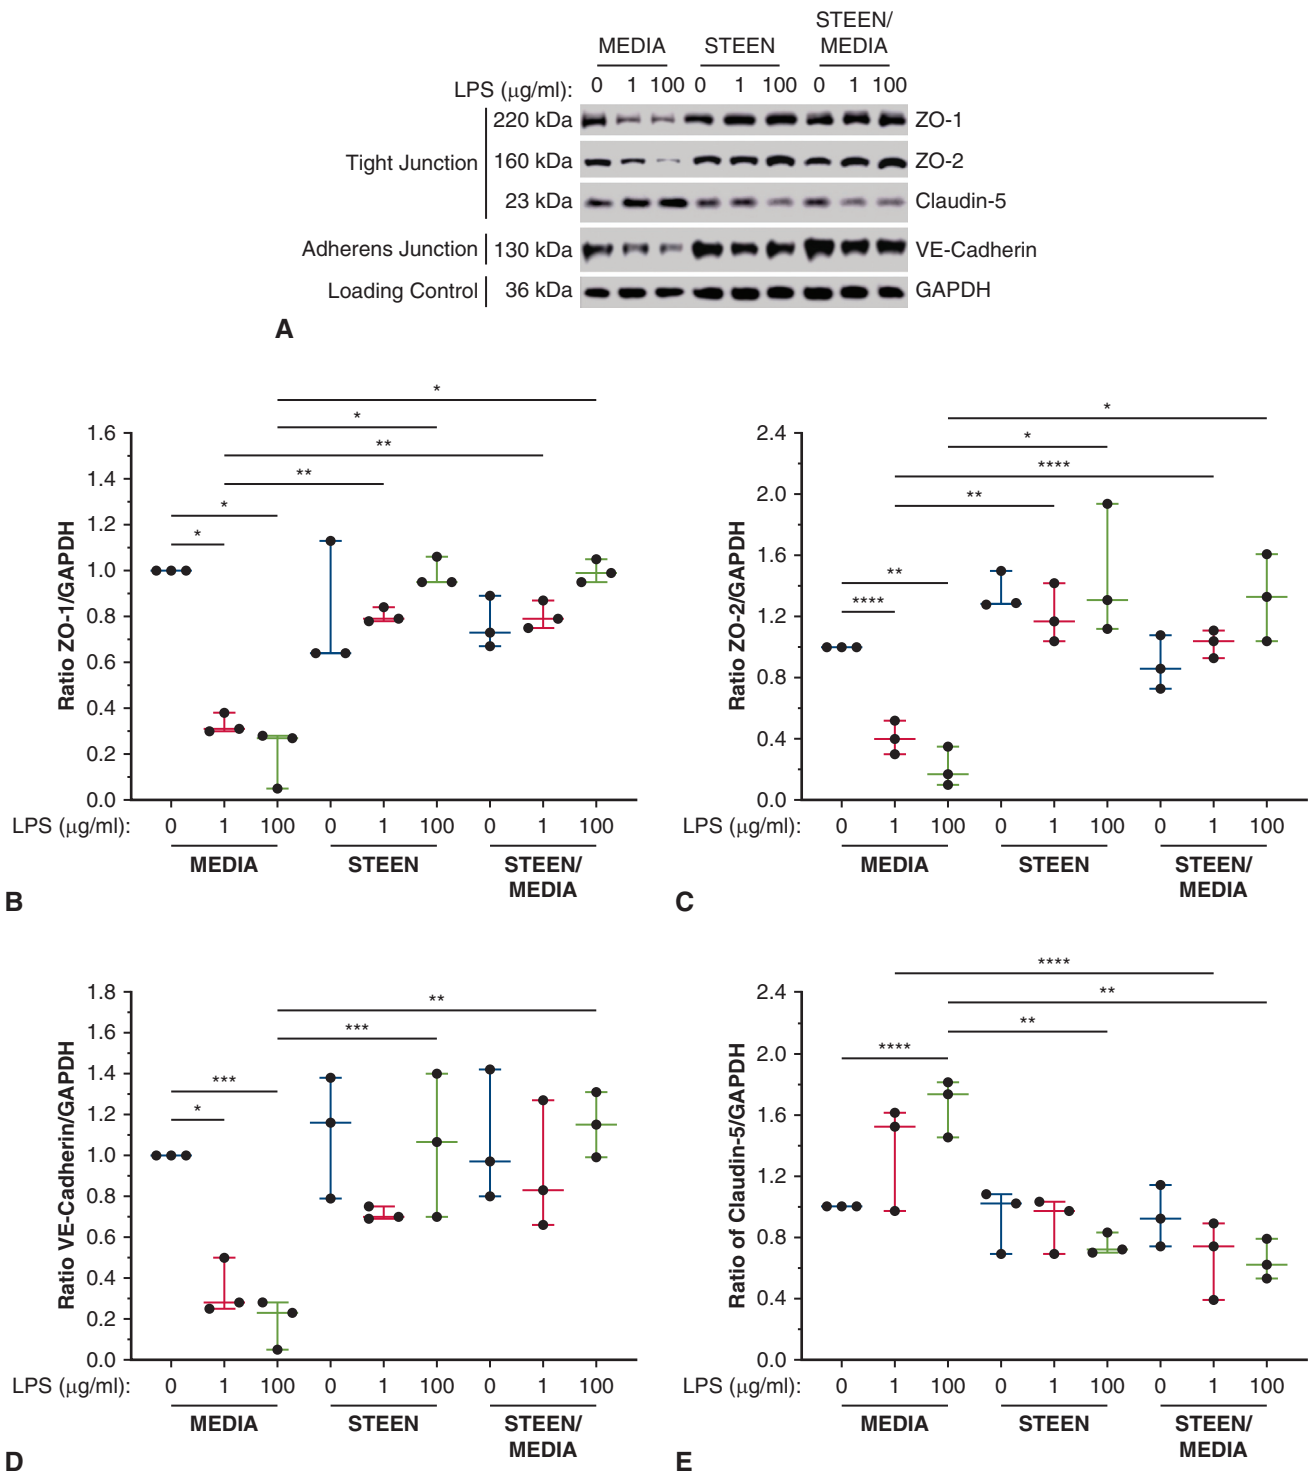 MEDIA STEEN STEEN/
MEDIA
LPS (μg/ml): 0 1 100 0 1 100 0 1 100
Tight Junction
220 kDa ZO-1
160 kDa ZO-2
23 kDa Claudin-5
Adherens Junction 130 kDa VE-Cadherin
Loading Control 36 kDa GAPDH
A
Ratio ZO-1/GAPDH
1.6
1.4
1.2
1.0
0.8
0.6
0.4
0.2
0.0
*
*
**
**
*
*
LPS (μg/ml): 0 1 100 0 1 100 0 1 100
MEDIA STEEN STEEN/
MEDIA
B
Ratio ZO-2/GAPDH
2.4
2.0
1.6
1.2
0.8
0.4
0.0
*
*
****
**
**
****
LPS (μg/ml): 0 1 100 0 1 100 0 1 100
MEDIA STEEN STEEN/
MEDIA
C
Ratio VE-Cadherin/GAPDH
1.8
1.6
1.4
1.2
1.0
0.8
0.6
0.4
0.2
0.0
**
***
***
*
LPS (μg/ml): 0 1 100 0 1 100 0 1 100
MEDIA STEEN STEEN/
MEDIA
D
Ratio of Claudin-5/GAPDH
2.4
2.0
1.6
1.2
0.8
0.4
0.0
****
**
**
****
LPS (μg/ml): 0 1 100 0 1 100 0 1 100
MEDIA STEEN STEEN/
MEDIA
E